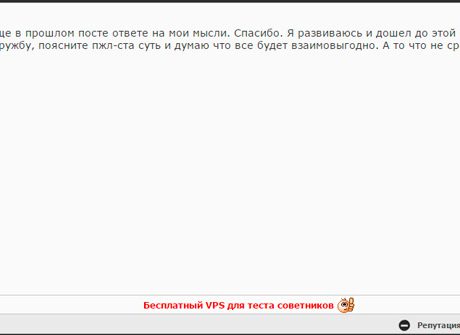 ще в прошлом посте ответе на мои мысли. Спасибо. Я развиваюсь и дошел до этой
ружбу, поясните пжл-ста суть и думаю что все будет взаимовыгодно. А то что не ср
Бесплатный VPS для теста советников
Репутация